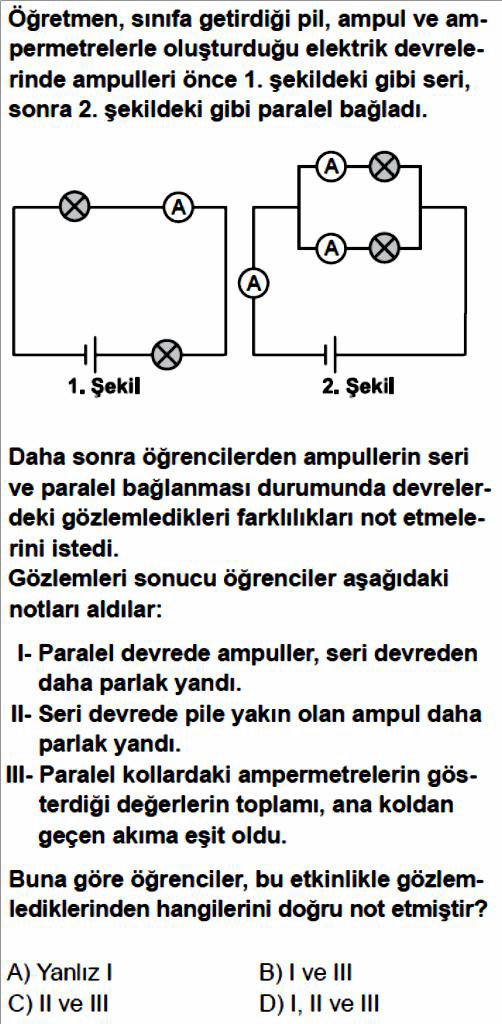 Öğretmen, sınıfa getirdiği pil, ampul ve am-
permetrelerle oluşturduğu elektrik devrele-
rinde ampulleri önce 1. şekildeki gibi seri,
sonra 2. şekildeki gibi paralel bağladı.
A
A
A
A
1. Şekil
2. Şekil
Daha sonra öğrencilerden ampullerin seri
ve paralel bağlanması durumunda devreler-
deki gözlemledikleri farklılıkları not etmele-
rini istedi.
Gözlemleri sonucu öğrenciler aşağıdaki
notları aldılar:
I- Paralel devrede ampuller, seri devreden
daha parlak yandı.
II- Seri devrede pile yakın olan ampul daha
parlak yandı.
III- Paralel kollardaki ampermetrelerin gös-
terdiği değerlerin toplamı, ana koldan
geçen akıma eşit oldu.
Buna göre öğrenciler, bu etkinlikle gözlem-
lediklerinden hangilerini doğru not etmiştir?
A) Yanlız I
B) I ve III
C) II ve III
D) I, II ve III